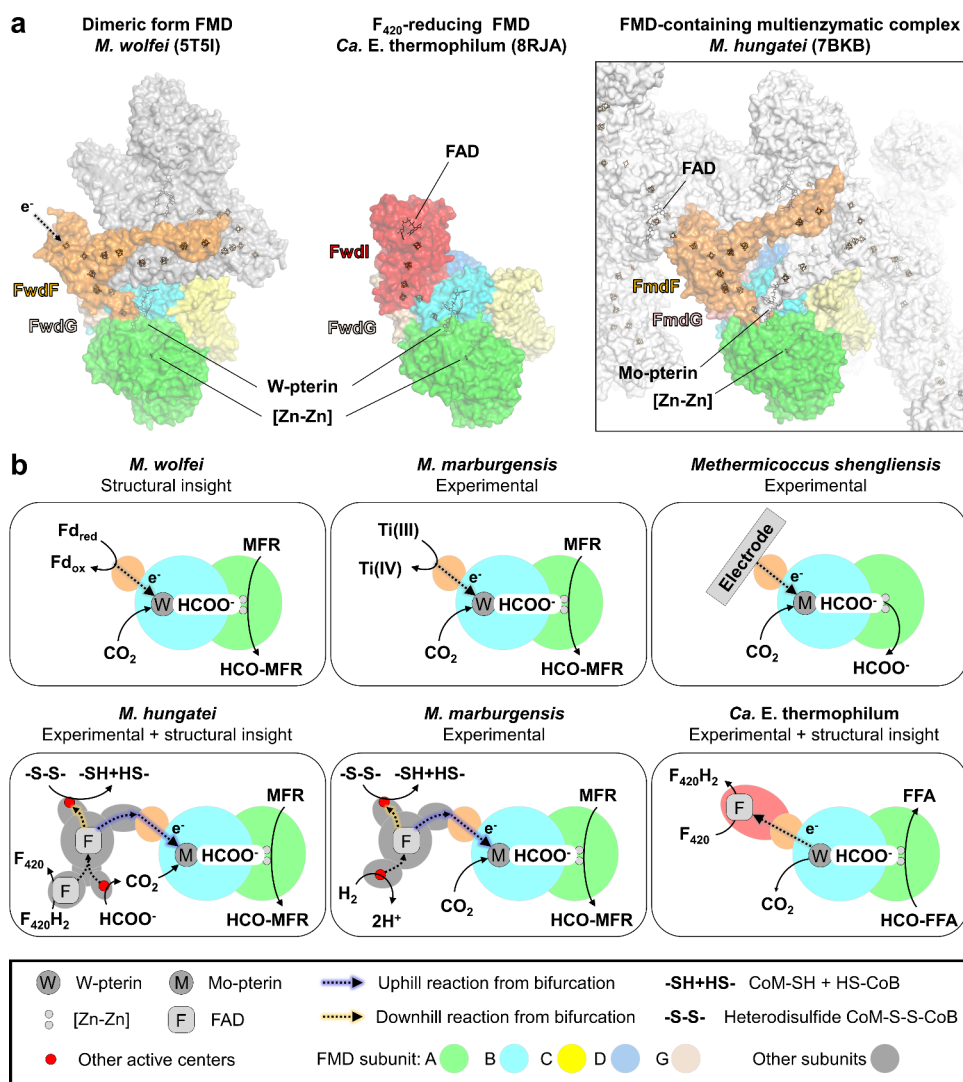 a
Dimeric form FMD
M. wolfei (5T5I)
F420-reducing FMD
Ca. E. thermophilum (8RJA)
FMD-containing multienzymatic complex
M. hungatei (7BKB)
e-
FwdF
FwdG
FAD
FwdI
FwdG
W-pterin
[Zn-Zn]
FAD
FmdF
FmdG
Mo-pterin
[Zn-Zn]
b
M. wolfei
Structural insight
Fdred
Fdox
e-
W
HCOO-
CO2
MFR
HCO-MFR
M. marburgensis
Experimental
Ti(III)
Ti(IV)
e-
W
HCOO-
CO2
MFR
HCO-MFR
Methermicoccus shengliensis
Experimental
Electrode
e-
M
HCOO-
CO2
HCOO-
M. hungatei
Experimental + structural insight
-S-S-
-SH+HS-
F
e-
M
HCOO-
F420
F
F420H2
HCOO-
CO2
MFR
HCO-MFR
M. marburgensis
Experimental
-S-S-
-SH+HS-
F
e-
M
HCOO-
H2
2H+
CO2
MFR
HCO-MFR
Ca. E. thermophilum
Experimental + structural insight
F420H2
F
F420
e-
W
HCOO-
CO2
FFA
HCO-FFA
W W-pterin
M Mo-pterin
Uphill reaction from bifurcation
-SH+HS- CoM-SH + HS-CoB
[Zn-Zn]
F FAD
Downhill reaction from bifurcation
-S-S- Heterodisulfide CoM-S-S-CoB
Other active centers
FMD subunit: A B C D G
Other subunits